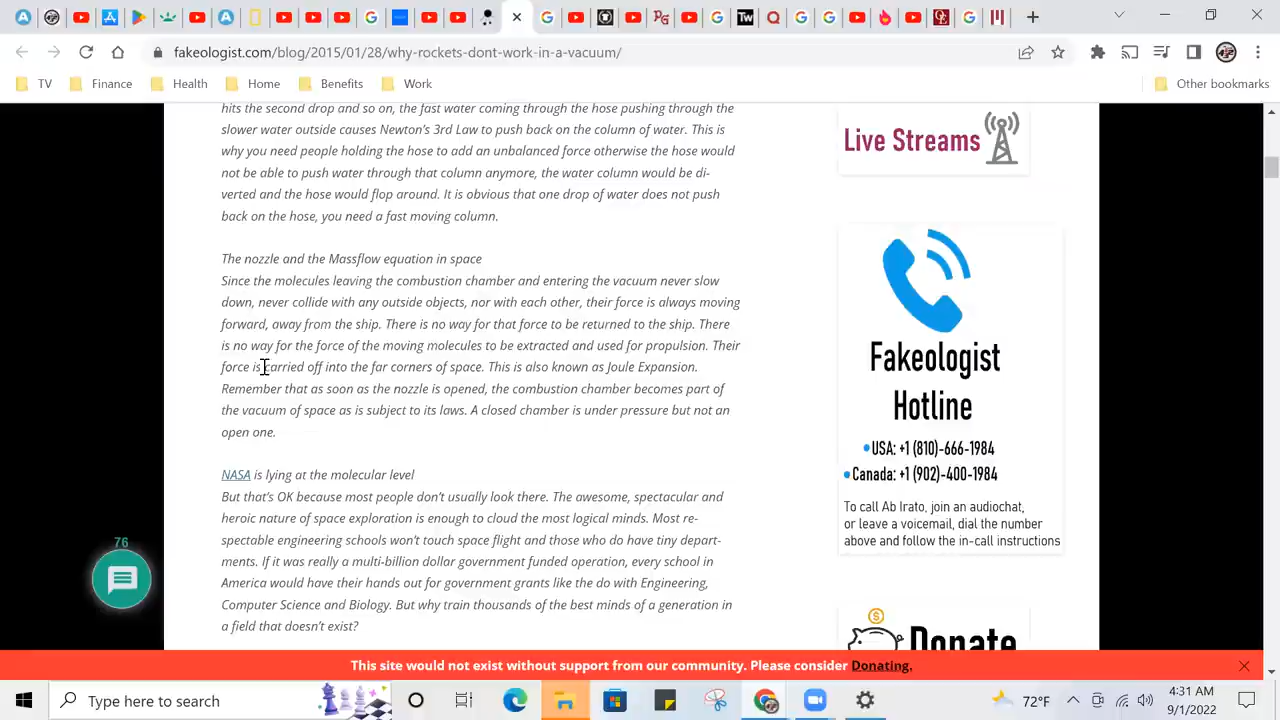 fakeologist.com/blog/2015/01/28/why-rockets-dont-work-in-a-vacuum/
TV Finance Health Home Benefits Work Other bookmarks
hits the second drop and so on, the fast water coming through the hose pushing through the
slower water outside causes Newton's 3rd Law to push back on the column of water. This is
why you need people holding the hose to add an unbalanced force otherwise the hose would
not be able to push water through that column anymore, the water column would be di-
verted and the hose would flop around. It is obvious that one drop of water does not push
back on the hose, you need a fast moving column.
The nozzle and the Massflow equation in space
Since the molecules leaving the combustion chamber and entering the vacuum never slow
down, never collide with any outside objects, nor with each other, their force is always moving
forward, away from the ship. There is no way for that force to be returned to the ship. There
is no way for the force of the moving molecules to be extracted and used for propulsion. Their
force is carried off into the far corners of space. This is also known as Joule Expansion.
Remember that as soon as the nozzle is opened, the combustion chamber becomes part of
the vacuum of space as is subject to its laws. A closed chamber is under pressure but not an
open one.
NASA is lying at the molecular level
But that's OK because most people don't usually look there. The awesome, spectacular and
heroic nature of space exploration is enough to cloud the most logical minds. Most re-
spectable engineering schools won't touch space flight and those who do have tiny depart-
ments. If it was really a multi-billion dollar government funded operation, every school in
America would have their hands out for government grants like the do with Engineering,
Computer Science and Biology. But why train thousands of the best minds of a generation in
a field that doesn't exist?
Live Streams
Fakeologist
Hotline
USA: +1 (810)-666-1984
Canada: +1 (902)-400-1984
To call Ab Irato, join an audiochat,
or leave a voicemail, dial the number
above and follow the in-call instructions
Donate
76
This site would not exist without support from our community. Please consider Donating.
Type here to search
72°F
4:31 AM
9/1/2022